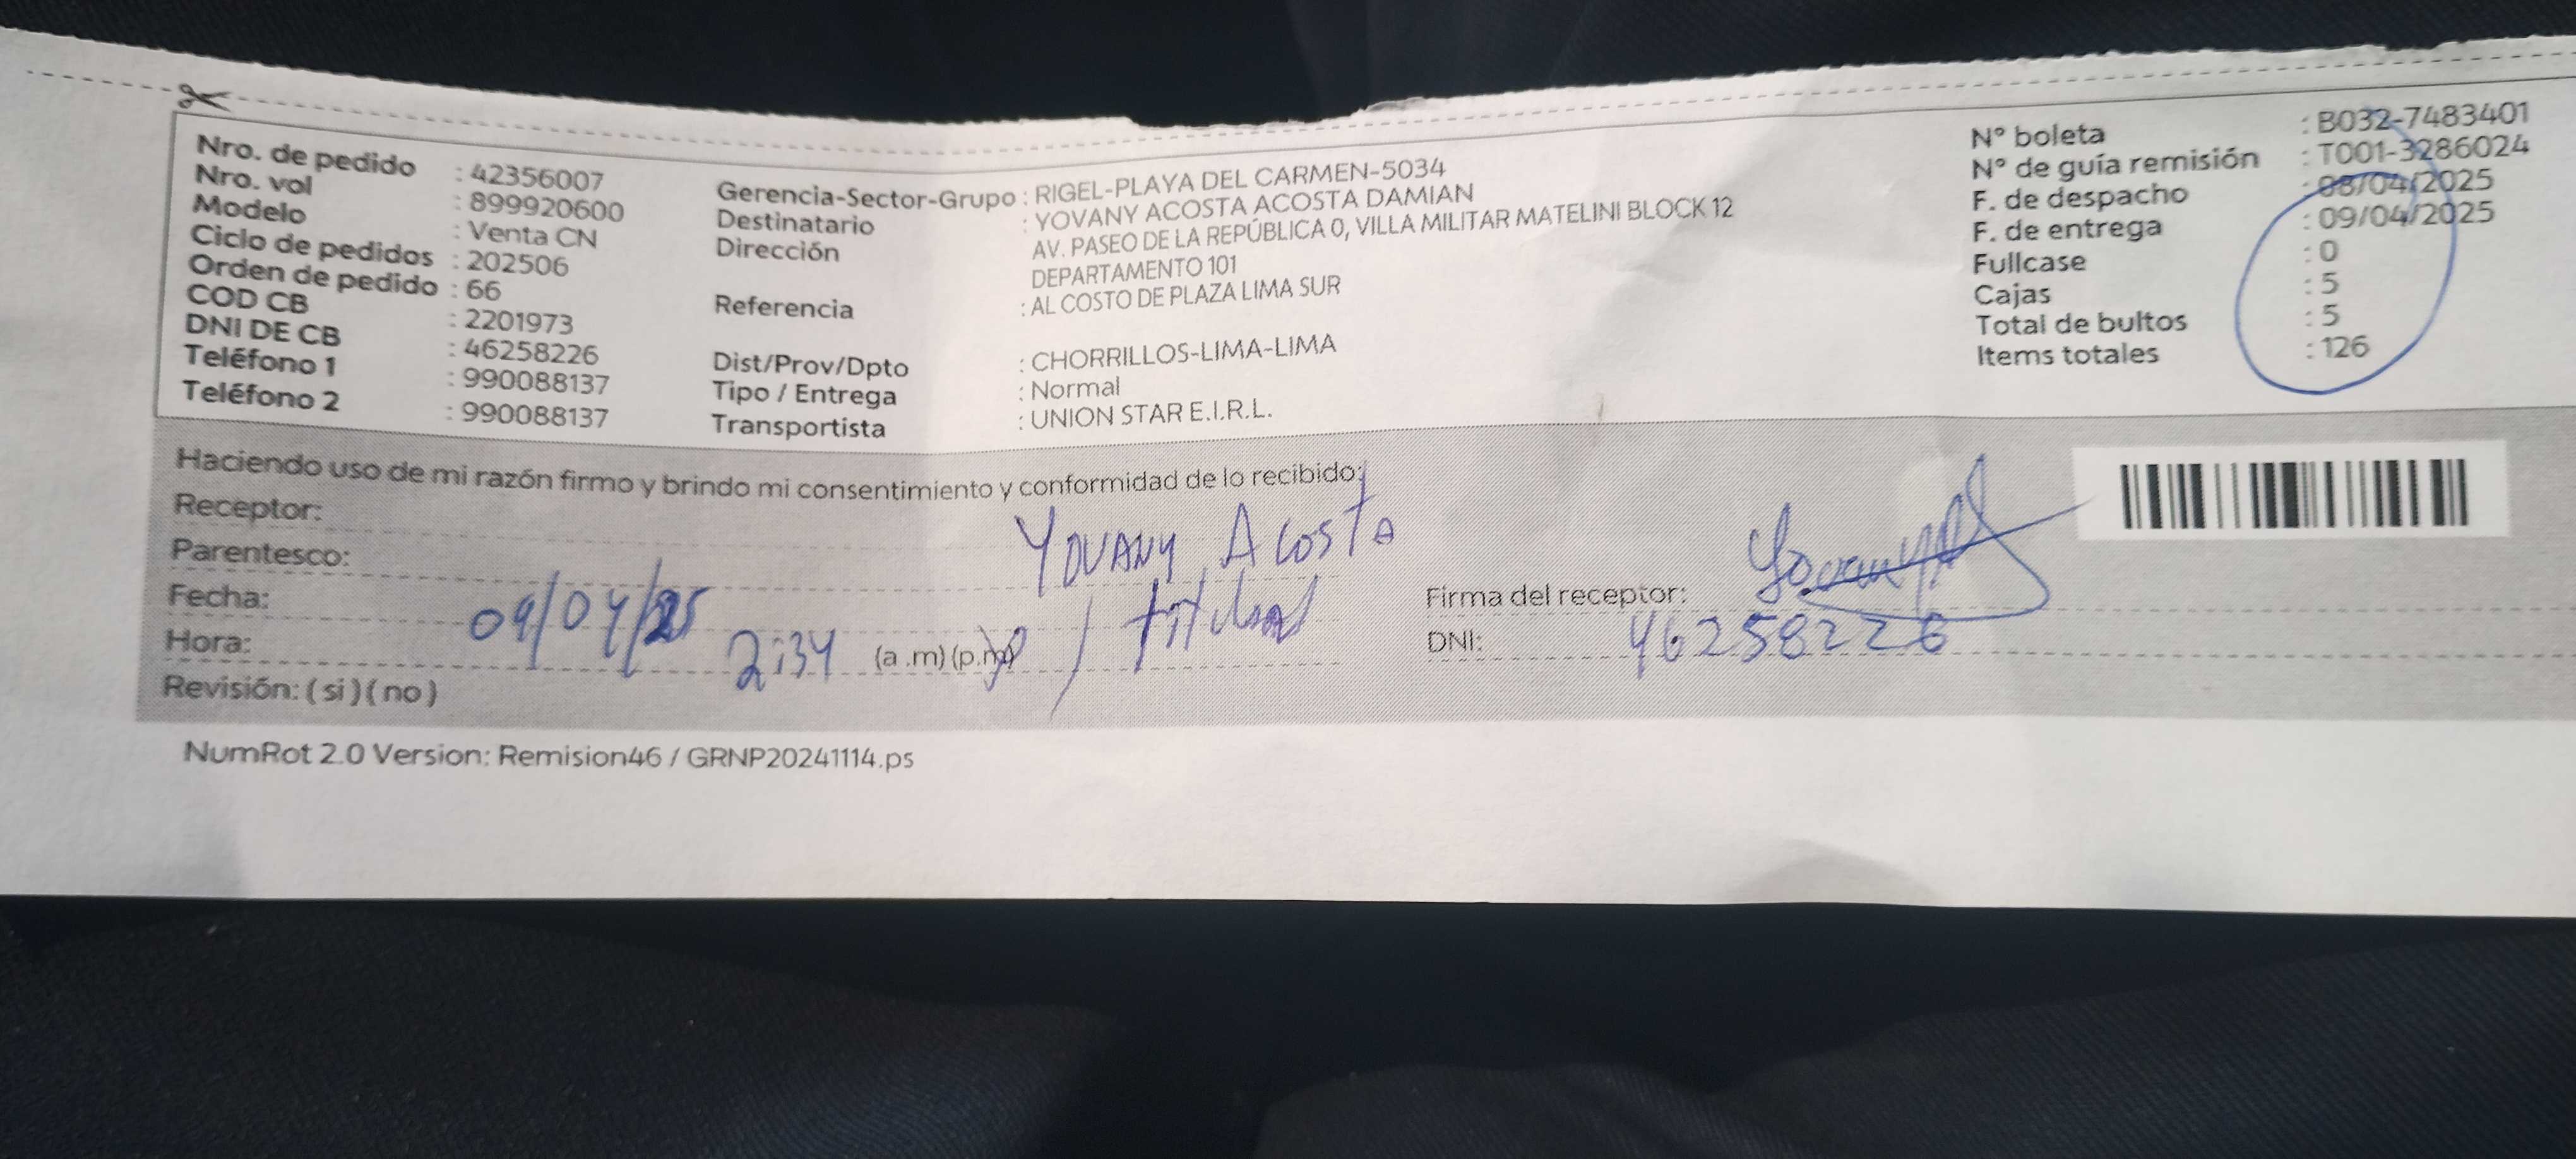 Nro. de pedido : 42356007
Nro. vol : 899920600
Modelo : Venta CN
Ciclo de pedidos : 202506
Orden de pedido : 66
COD CB : 2201973
DNI DE CB : 46258226
Teléfono 1 : 990088137
Teléfono 2 : 990088137
Gerencia-Sector-Grupo : RIGEL-PLAYA DEL CARMEN-5034
Destinatario : YOVANY ACOSTA ACOSTA DAMIAN
Dirección AV. PASEO DE LA REPÚBLICA 0, VILLA MILITAR MATELINI BLOCK 12
DEPARTAMENTO 101
Referencia : AL COSTO DE PLAZA LIMA SUR
Dist/Prov/Dpto : CHORRILLOS-LIMA-LIMA
Tipo / Entrega : Normal
Transportista : UNION STAR E.I.R.L.
N° boleta : B032-7483401
N° de guía remisión : T001-3286024
F. de despacho : 08/04/2025
F. de entrega : 09/04/2025
Fullcase : 0
Cajas : 5
Total de bultos : 5
Items totales : 126
Haciendo uso de mi razón firmo y brindo mi consentimiento y conformidad de lo recibido:
Receptor: YOVANY ACOSTA
Parentesco: titular
Fecha: 09/04/25
Hora: 2:34 (a .m) (p.m)
Revisión: ( si ) ( no )
Firma del receptor: Yovany
DNI: 46258226
NumRot 2.0 Version: Remision46 / GRNP20241114.ps